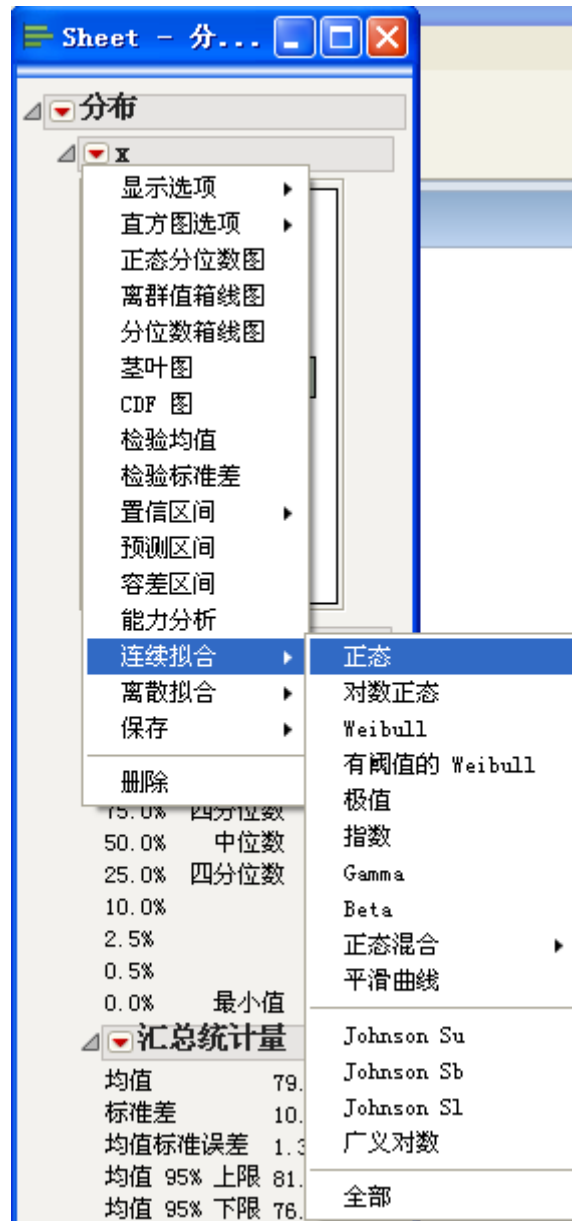 Sheet - 分...
分布
x
显示选项
直方图选项
正态分位数图
离群值箱线图
分位数箱线图
茎叶图
CDF 图
检验均值
检验标准差
置信区间
预测区间
容差区间
能力分析
连续拟合
离散拟合
保存
删除
正态
对数正态
Weibull
有阈值的 Weibull
极值
指数
Gamma
Beta
正态混合
平滑曲线
Johnson Su
Johnson Sb
Johnson Sl
广义对数
全部
75.0% 四分位数
50.0% 中位数
25.0% 四分位数
10.0%
2.5%
0.5%
0.0% 最小值
汇总统计量
均值 79.
标准差 10.
均值标准误差 1.3
均值 95% 上限 81.
均值 95% 下限 76.